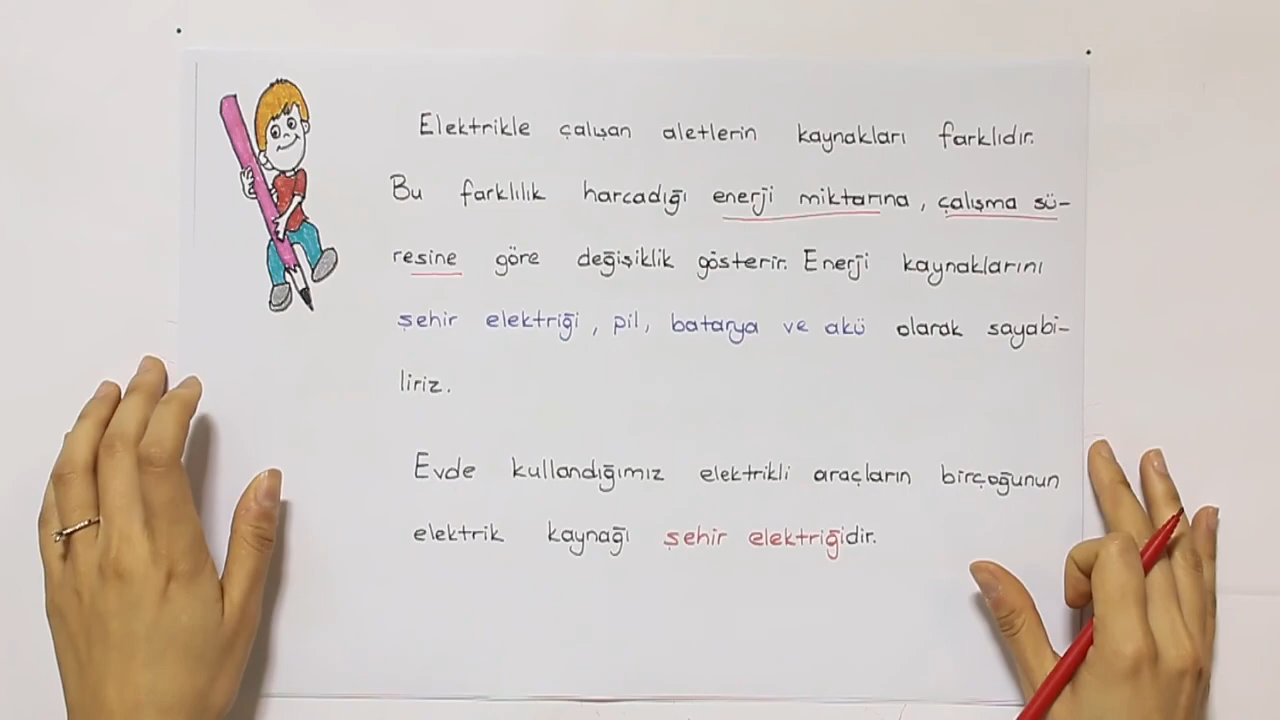 Elektrikle çalışan aletlerin kaynakları farklıdır.
Bu farklılık harcadığı enerji miktarına, çalışma sü-
resine göre değişiklik gösterir. Enerji kaynaklarını
şehir elektriği, pil, batarya ve akü olarak sayabi-
liriz.
Evde kullandığımız elektrikli araçların birçoğunun
elektrik kaynağı şehir elektriğidir.